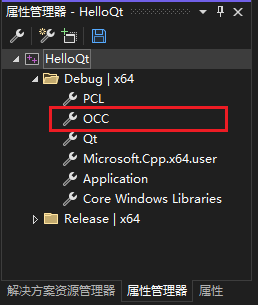 属性管理器 - HelloQt
HelloQt
Debug | x64
PCL
OCC
Qt
Microsoft.Cpp.x64.user
Application
Core Windows Libraries
Release | x64
解决方案资源管理器 属性管理器 属性